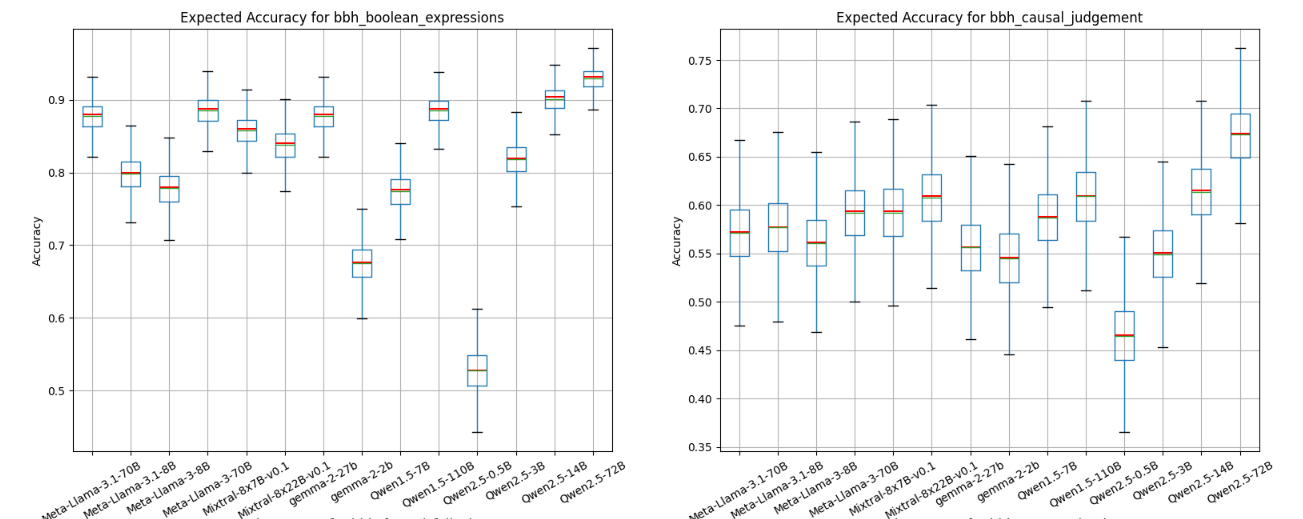 Expected Accuracy for bbh_boolean_expressions
Accuracy
0.9
0.8
0.7
0.6
0.5
Meta-Llama-3.1-70B
Meta-Llama-3.1-8B
Meta-Llama-3-8B
Meta-Llama-3-70B
Mixtral-8x7B-v0.1
Mixtral-8x22B-v0.1
gemma-2-27b
gemma-2-2b
Qwen1.5-7B
Qwen1.5-110B
Qwen2.5-0.5B
Qwen2.5-3B
Qwen2.5-14B
Qwen2.5-72B
Expected Accuracy for bbh_causal_judgement
Accuracy
0.75
0.70
0.65
0.60
0.55
0.50
0.45
0.40
0.35
Meta-Llama-3.1-70B
Meta-Llama-3.1-8B
Meta-Llama-3-8B
Meta-Llama-3-70B
Mixtral-8x7B-v0.1
Mixtral-8x22B-v0.1
gemma-2-27b
gemma-2-2b
Qwen1.5-7B
Qwen1.5-110B
Qwen2.5-0.5B
Qwen2.5-3B
Qwen2.5-14B
Qwen2.5-72B